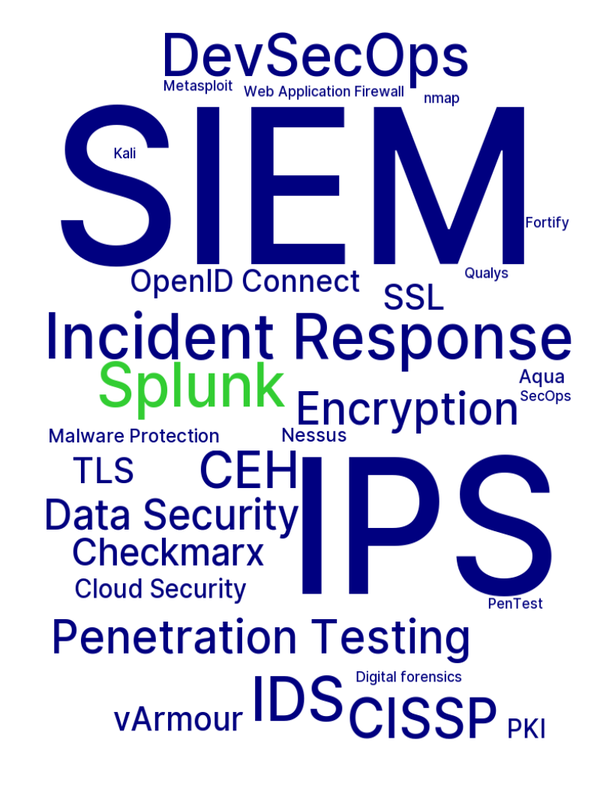 DevSecOps
Metasploit
Web Application Firewall
nmap
SIEM
Kali
Fortify
Qualys
OpenID Connect
SSL
Incident Response
Splunk
Aqua
SecOps
Encryption
Malware Protection
Nessus
TLS
CEH
IPS
Data Security
Checkmarx
Cloud Security
PenTest
Penetration Testing
Digital forensics
IDS
CISSP
vArmour
PKI